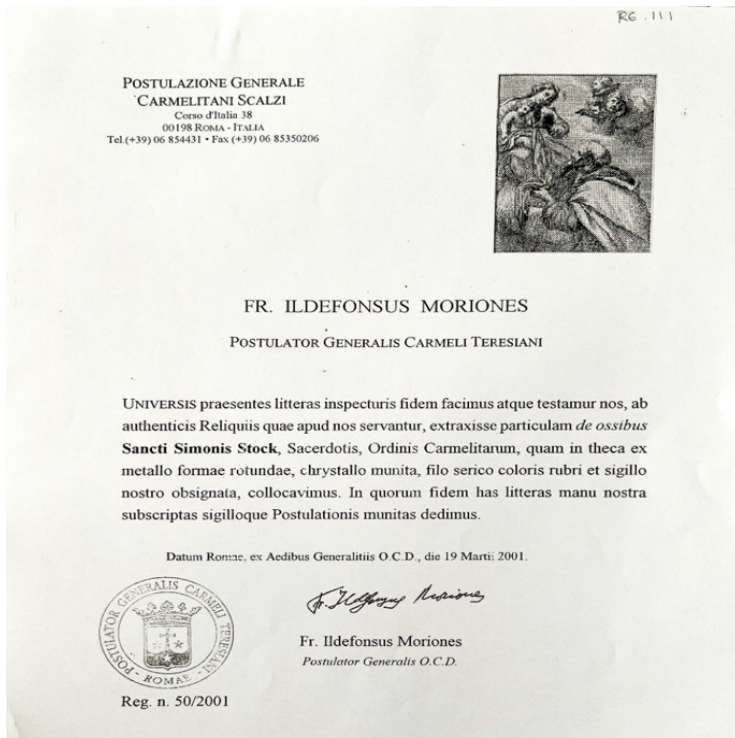 RG.111
POSTULAZIONE GENERALE
CARMELITANI SCALZI
Corso d'Italia 38
00198 ROMA - ITALIA
Tel.(+39) 06 854431 • Fax (+39) 06 85350206
FR. ILDEFONSUS MORIONES
POSTULATOR GENERALIS CARMELI TERESIANI
UNIVERSIS praesentes litteras inspecturis fidem facimus atque testamur nos, ab
authenticis Reliquiis quae apud nos servantur, extraxisse particulam de ossibus
Sancti Simonis Stock, Sacerdotis, Ordinis Carmelitarum, quam in theca ex
metallo formae rotundae, chrystallo munita, filo serico coloris rubri et sigillo
nostro obsignata, collocavimus. In quorum fidem has litteras manu nostra
subscriptas sigilloque Postulationis munitas dedimus.
Datum Romae, ex Aedibus Generalitiis O.C.D., die 19 Martii 2001.
Fr. Ildefonsus Moriones
POSTULATOR GENERALIS CARMELI TERESIANI
- ROMAE -
Fr. Ildefonsus Moriones
Postulator Generalis O.C.D.
Reg. n. 50/2001